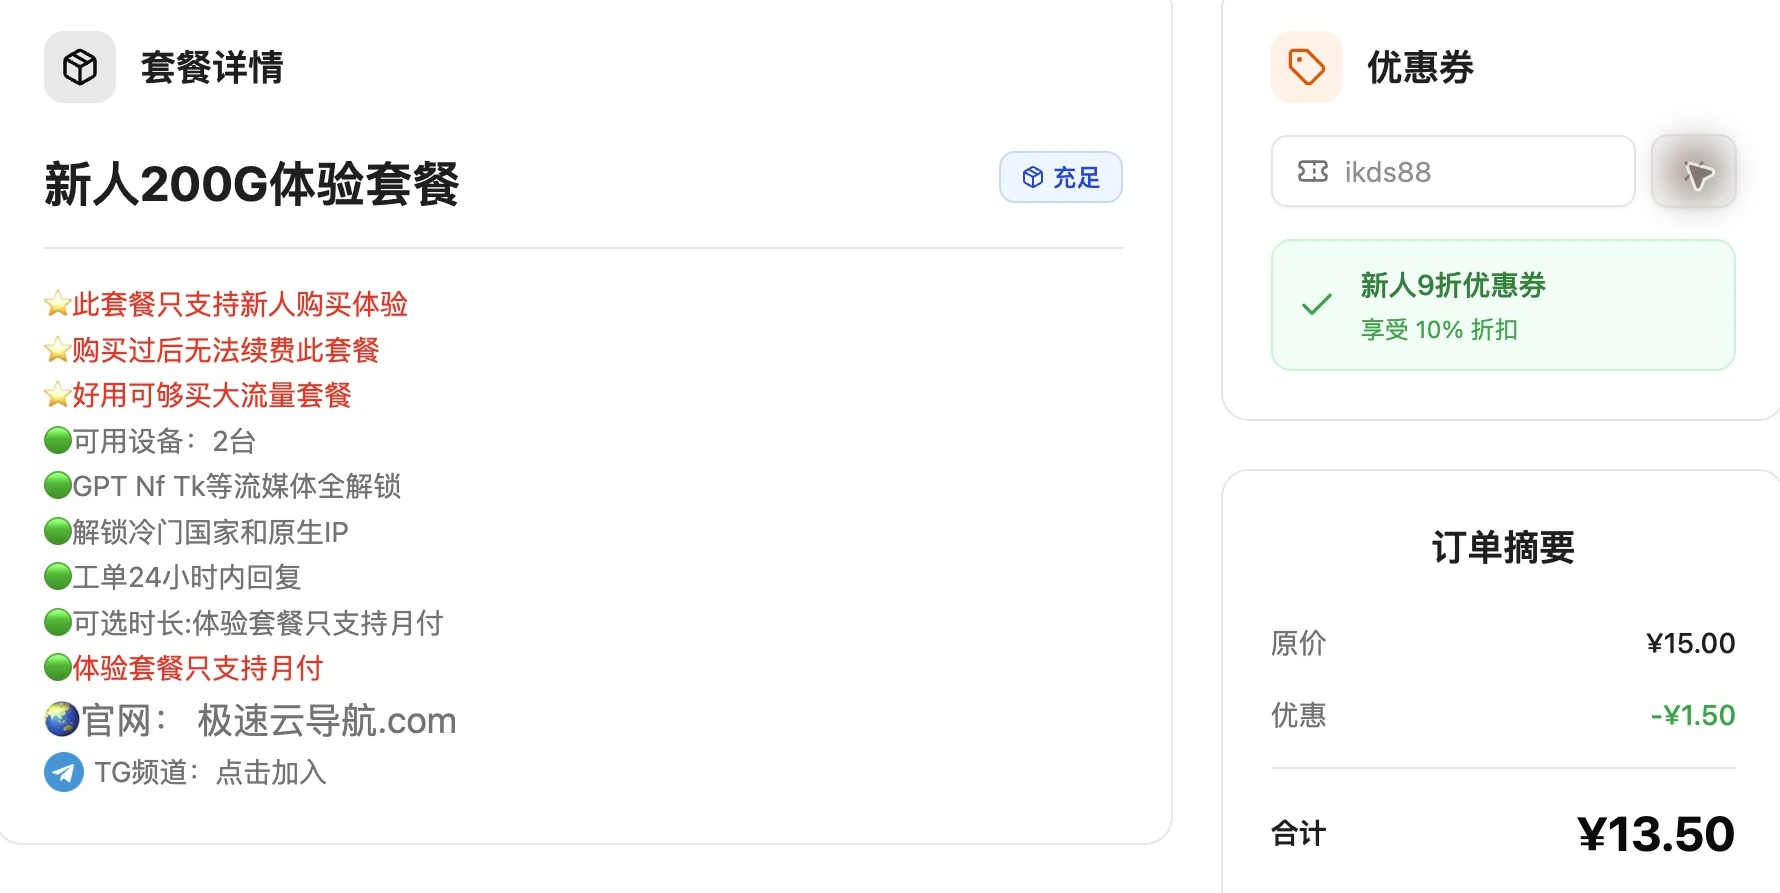 套餐详情
新人200G体验套餐
充足
⭐此套餐只支持新人购买体验
⭐购买过后无法续费此套餐
⭐好用可够买大流量套餐
🟢可用设备：2台
🟢GPT Nf Tk等流媒体全解锁
🟢解锁冷门国家和原生IP
🟢工单24小时内回复
🟢可选时长:体验套餐只支持月付
🟢体验套餐只支持月付
🌏官网： 极速云导航.com
TG频道：点击加入
优惠券
ikds88
新人9折优惠券
享受 10% 折扣
订单摘要
原价 ¥15.00
优惠 -¥1.50
合计 ¥13.50